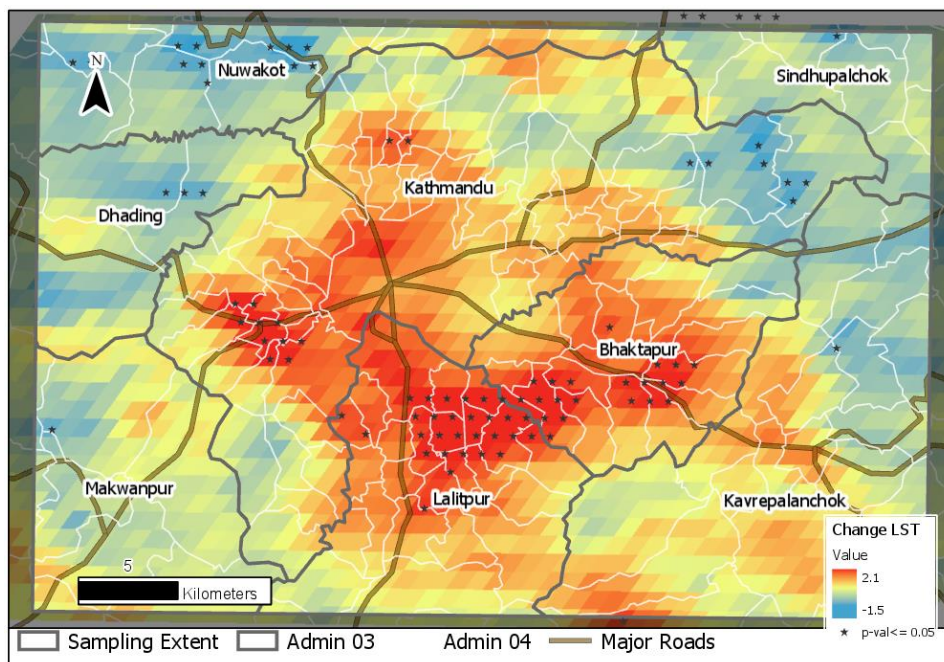 N
Nuwakot
Sindhupalchok
Kathmandu
Dhading
Bhaktapur
Makwanpur
Lalitpur
Kavrepalanchok
Change LST
Value
2.1
-1.5
p-val<= 0.05
5
Kilometers
Sampling Extent Admin 03 Admin 04 Major Roads